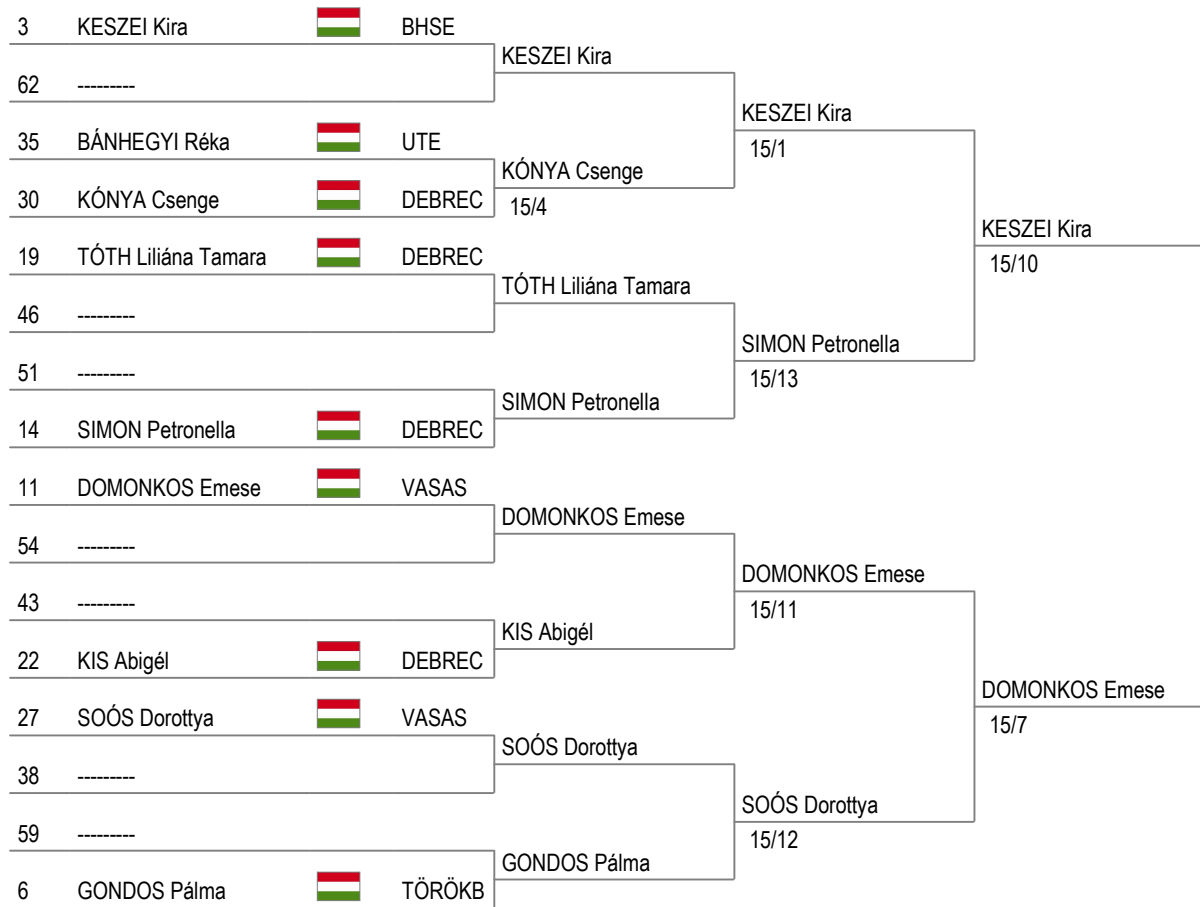 3 KESZEI Kira BHSE
KESZEI Kira
62 ---------
KESZEI Kira
35 BÁNHEGYI Réka UTE
15/1
KÓNYA Csenge
30 KÓNYA Csenge DEBREC
15/4
KESZEI Kira
19 TÓTH Liliána Tamara DEBREC
15/10
TÓTH Liliána Tamara
46 ---------
SIMON Petronella
51 ---------
15/13
SIMON Petronella
14 SIMON Petronella DEBREC
11 DOMONKOS Emese VASAS
DOMONKOS Emese
54 ---------
DOMONKOS Emese
43 ---------
15/11
KIS Abigél
22 KIS Abigél DEBREC
DOMONKOS Emese
27 SOÓS Dorottya VASAS
15/7
SOÓS Dorottya
38 ---------
SOÓS Dorottya
59 ---------
15/12
GONDOS Pálma
6 GONDOS Pálma TÖRÖKB